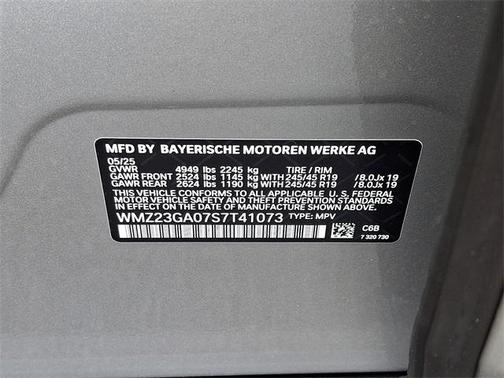 MFD BY BAYERISCHE MOTOREN WERKE AG
05/25
GVWR 4949 lbs 2245 kg TIRE / RIM
GAWR FRONT 2524 lbs 1145 kg WITH 245/45 R19 /8.0Jx 19
GAWR REAR 2624 lbs 1190 kg WITH 245/45 R19 /8.0Jx 19
THIS VEHICLE CONFORMS TO ALL APPLICABLE U. S. FEDERAL
MOTOR VEHICLE SAFETY, BUMPER, AND THEFT PREVENTION
STANDARDS IN EFFECT ON THE DATE OF MANUFACTURE SHOWN ABOVE.
WMZ23GA07S7T41073 TYPE: MPV
C6B
7 320 730